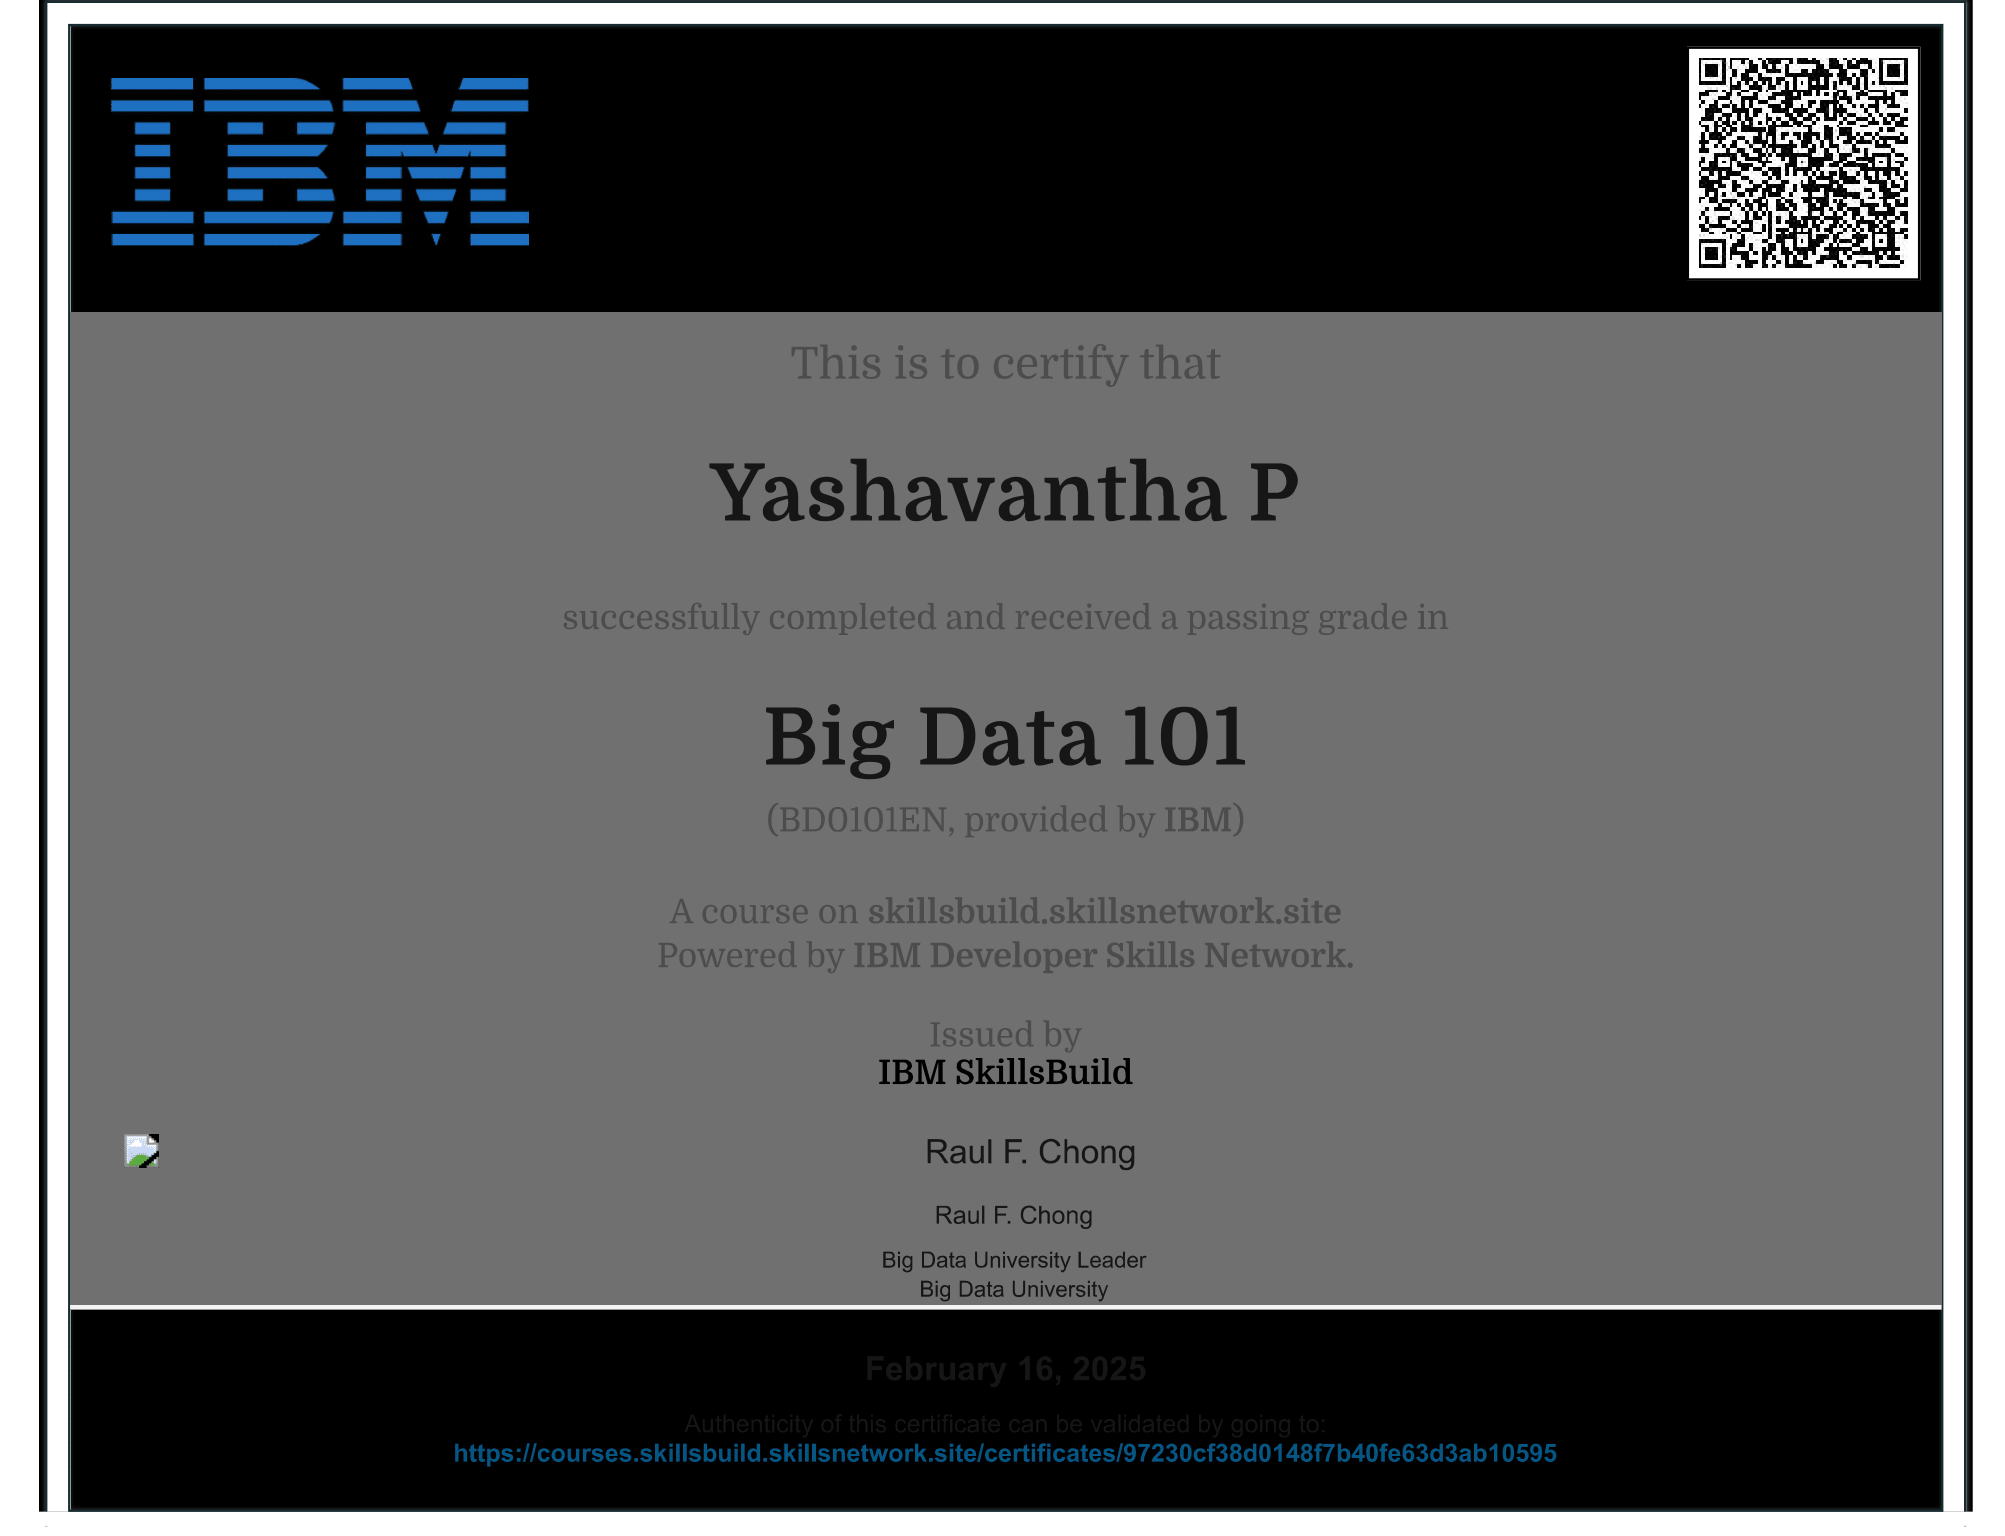 IBM
This is to certify that
Yashavantha P
successfully completed and received a passing grade in
Big Data 101
(BD0101EN, provided by IBM)
A course on skillsbuild.skillsnetwork.site
Powered by IBM Developer Skills Network.
Issued by
IBM SkillsBuild
Raul F. Chong
Raul F. Chong
Big Data University Leader
Big Data University
February 16, 2025
Authenticity of this certificate can be validated by going to:
https://courses.skillsbuild.skillsnetwork.site/certificates/97230cf38d0148f7b40fe63d3ab10595